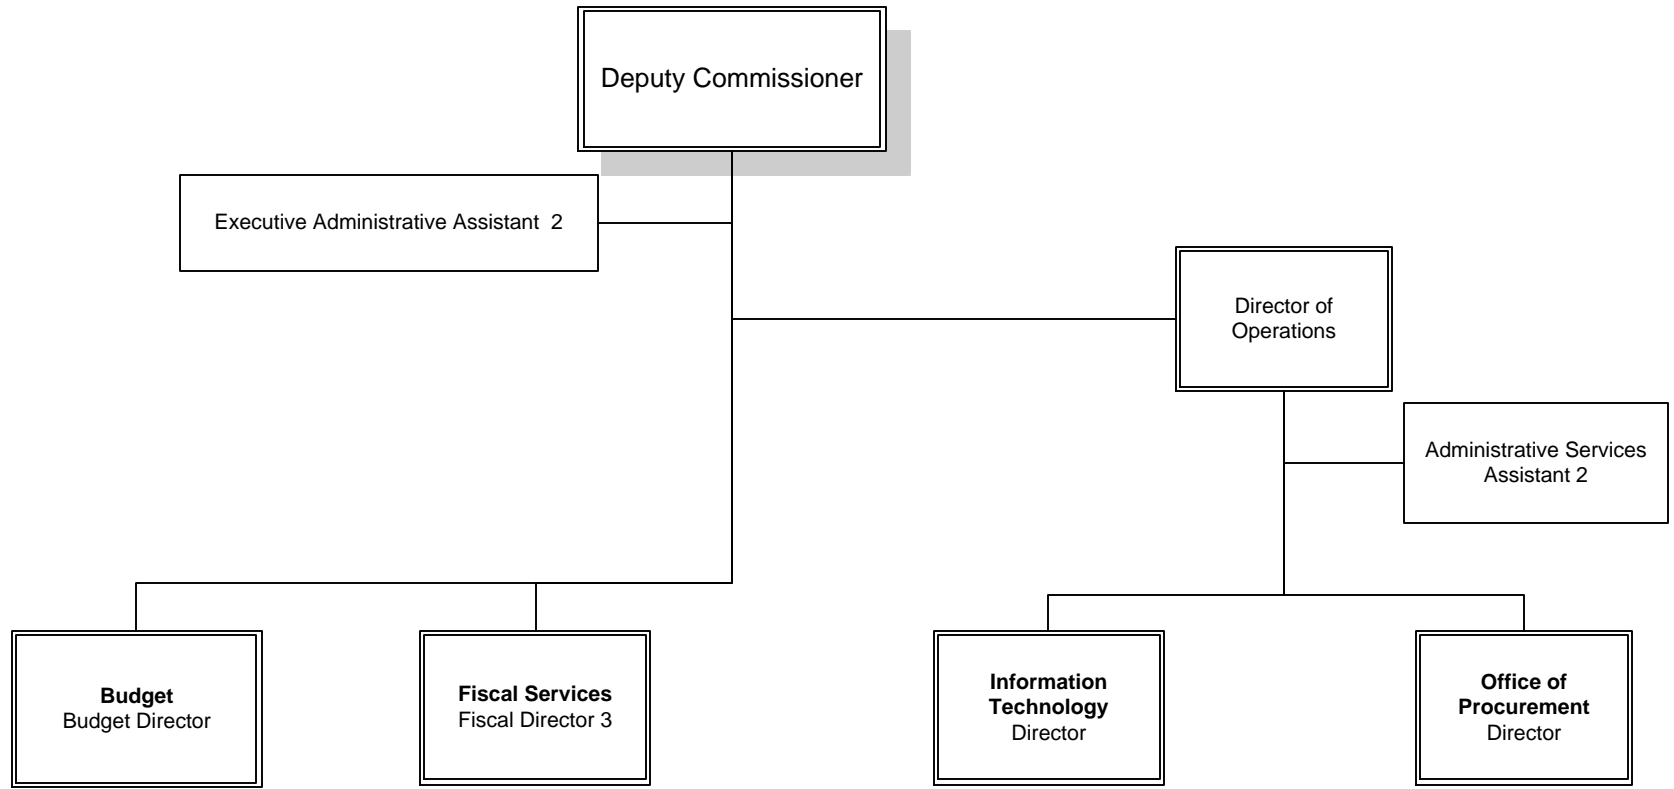 Deputy Commissioner
Executive Administrative Assistant  2
Director of
Operations
Administrative Services
Assistant 2
Budget
Budget Director
Fiscal Services
Fiscal Director 3
Information
Technology
Director
Office of
Procurement
Director